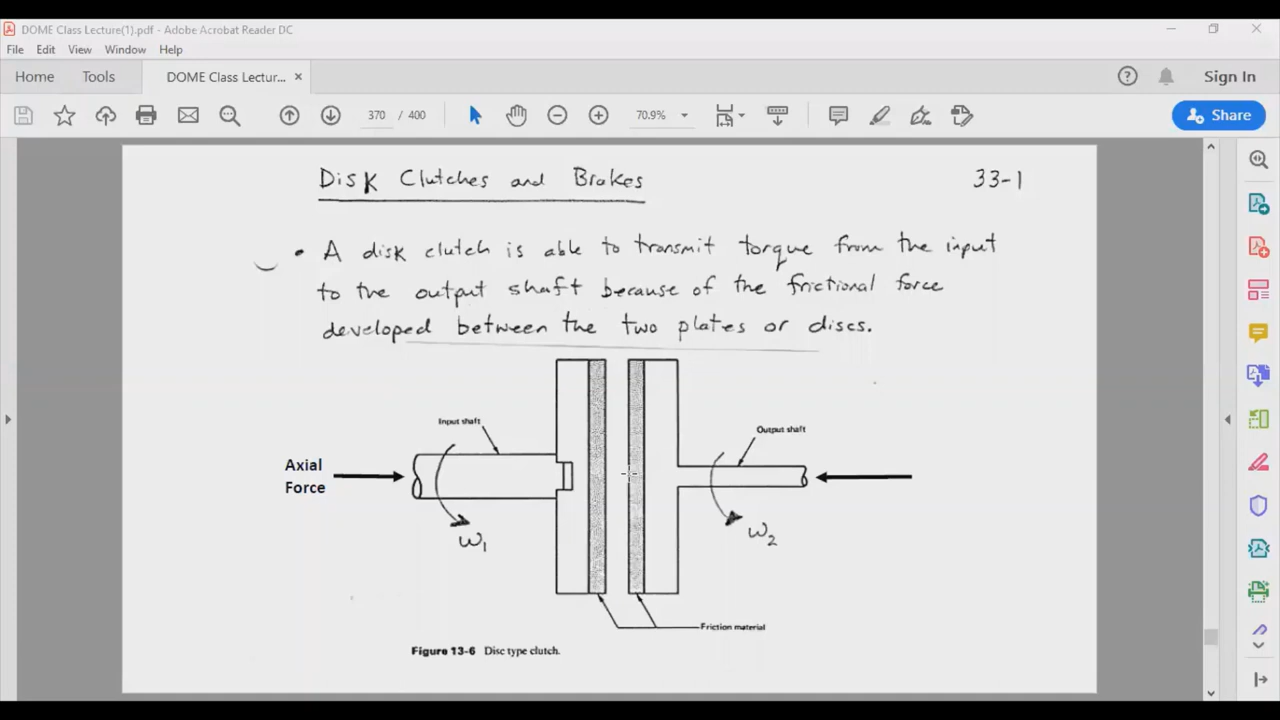 DOME Class Lecture(1).pdf - Adobe Acrobat Reader DC
File Edit View Window Help
Home Tools DOME Class Lectur... × Sign In
370 / 400 70.9% Share
Disk Clutches and Brakes 33-1
• A disk clutch is able to transmit torque from the input
to the output shaft because of the frictional force
developed between the two plates or discs.
Input shaft
Output shaft
Axial
Force
ω1
ω2
Friction material
Figure 13-6 Disc type clutch.